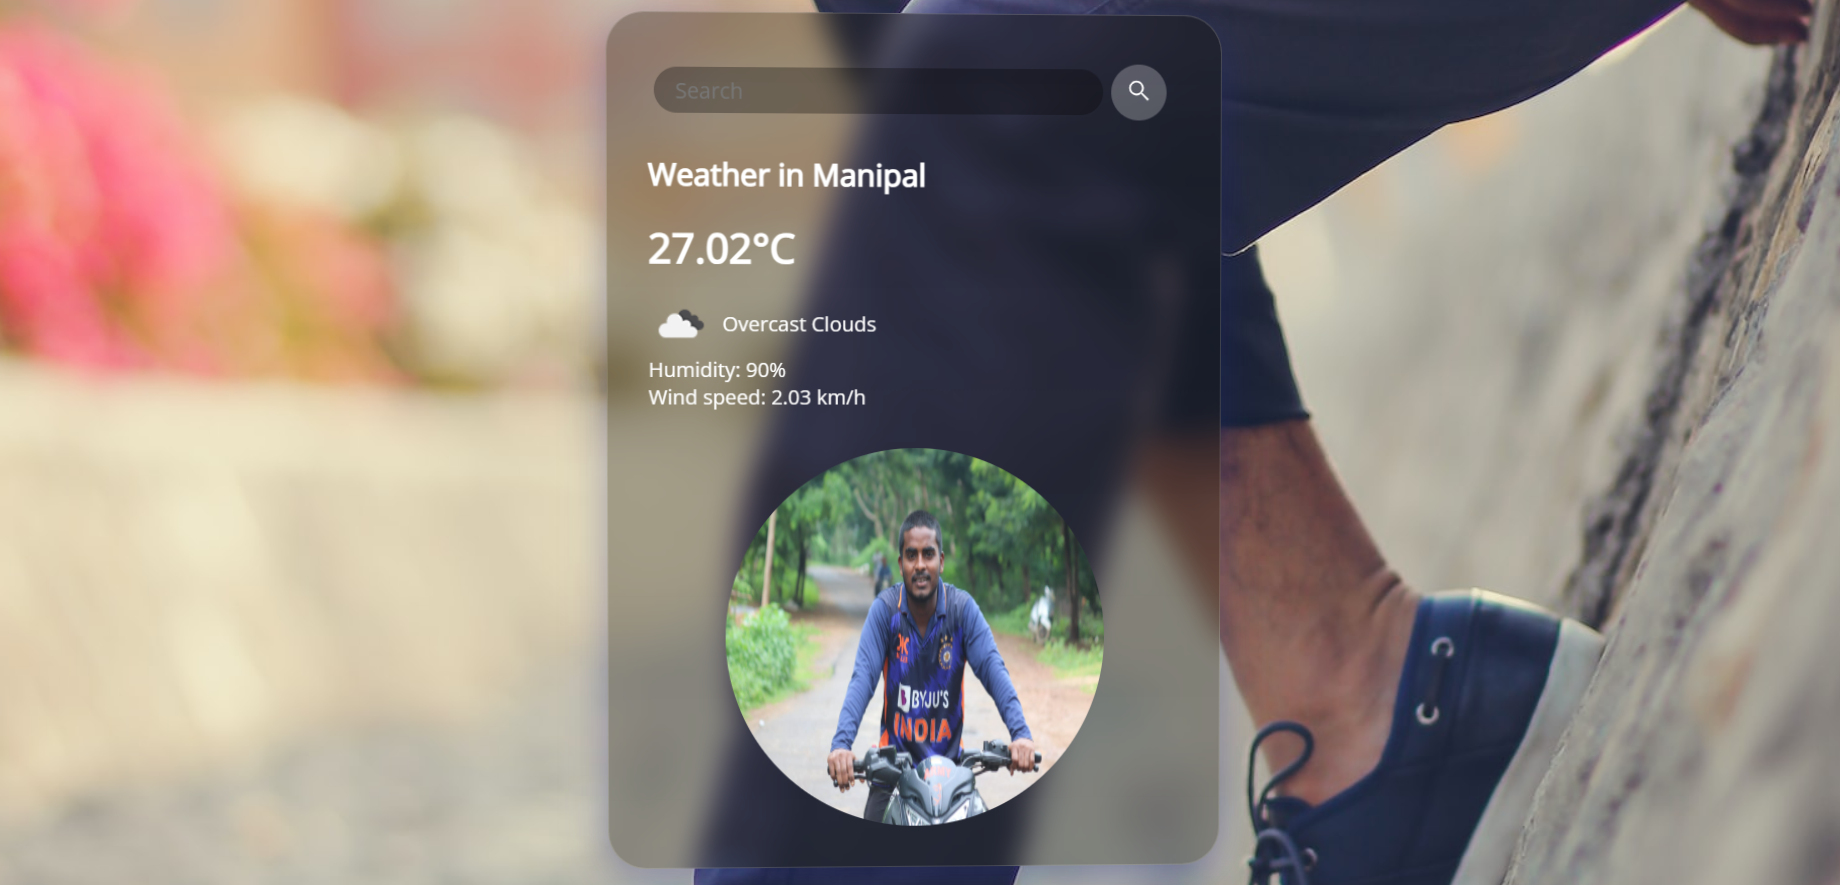 Search
Weather in Manipal
27.02°C
Overcast Clouds
Humidity: 90%
Wind speed: 2.03 km/h
BYJU'S
INDIA